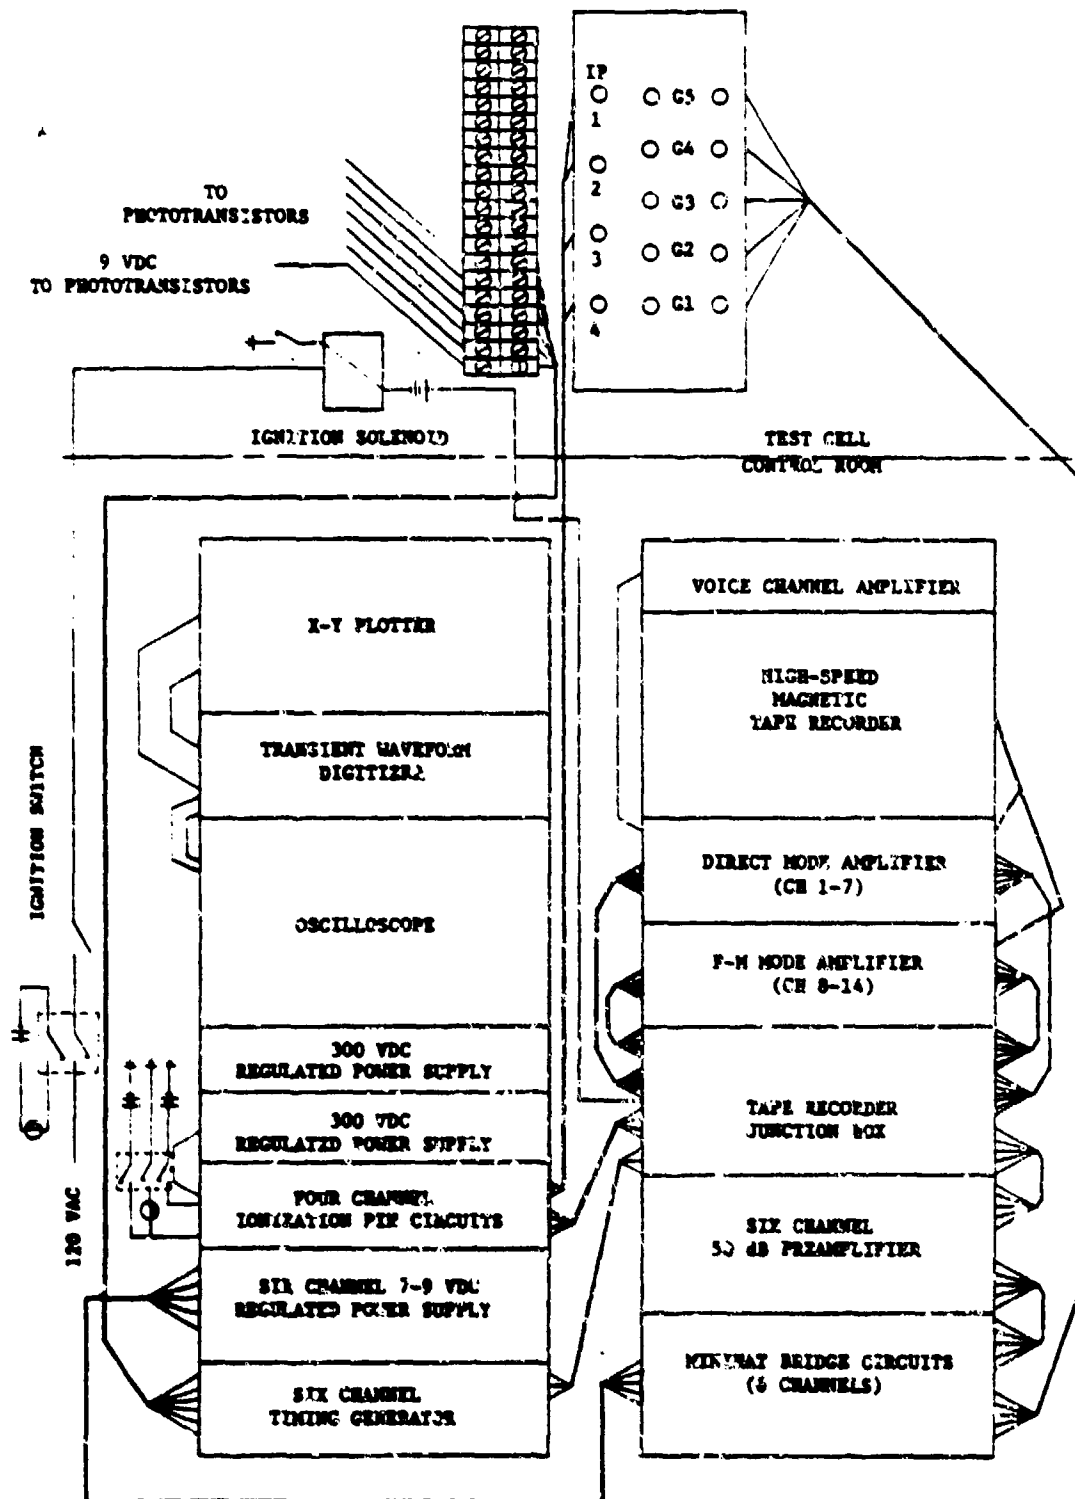 IP
1
2
3
4
G5
G4
G3
G2
G1
TO
PHOTOTRANSISTORS
9 VDC
TO PHOTOTRANSISTORS
IGNITION SOLENOID
TEST CELL
CONTROL ROOM
X-Y PLOTTER
TRANSIENT WAVEFORM
DIGITIZER
OSCILLOSCOPE
300 VDC
REGULATED POWER SUPPLY
300 VDC
REGULATED POWER SUPPLY
FOUR CHANNEL
IONIZATION PIN CIRCUITS
SIX CHANNEL 7-9 VDC
REGULATED POWER SUPPLY
SIX CHANNEL
TIMING GENERATOR
IGNITION SWITCH
120 VAC
VOICE CHANNEL AMPLIFIER
HIGH-SPEED
MAGNETIC
TAPE RECORDER
DIRECT MODE AMPLIFIER
(CH 1-7)
F-M MODE AMPLIFIER
(CH 8-14)
TAPE RECORDER
JUNCTION BOX
SIX CHANNEL
50 dB PREAMPLIFIER
BRIDGE CIRCUITS
(6 CHANNELS)